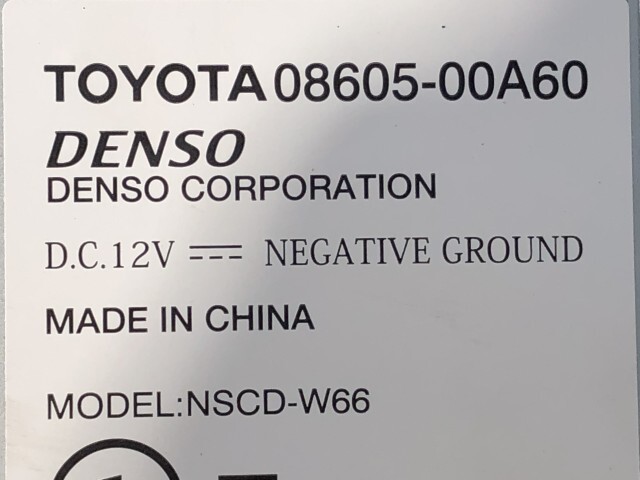 TOYOTA 08605-00A60
DENSO
DENSO CORPORATION
D.C.12V ⎓ NEGATIVE GROUND
MADE IN CHINA
MODEL:NSCD-W66